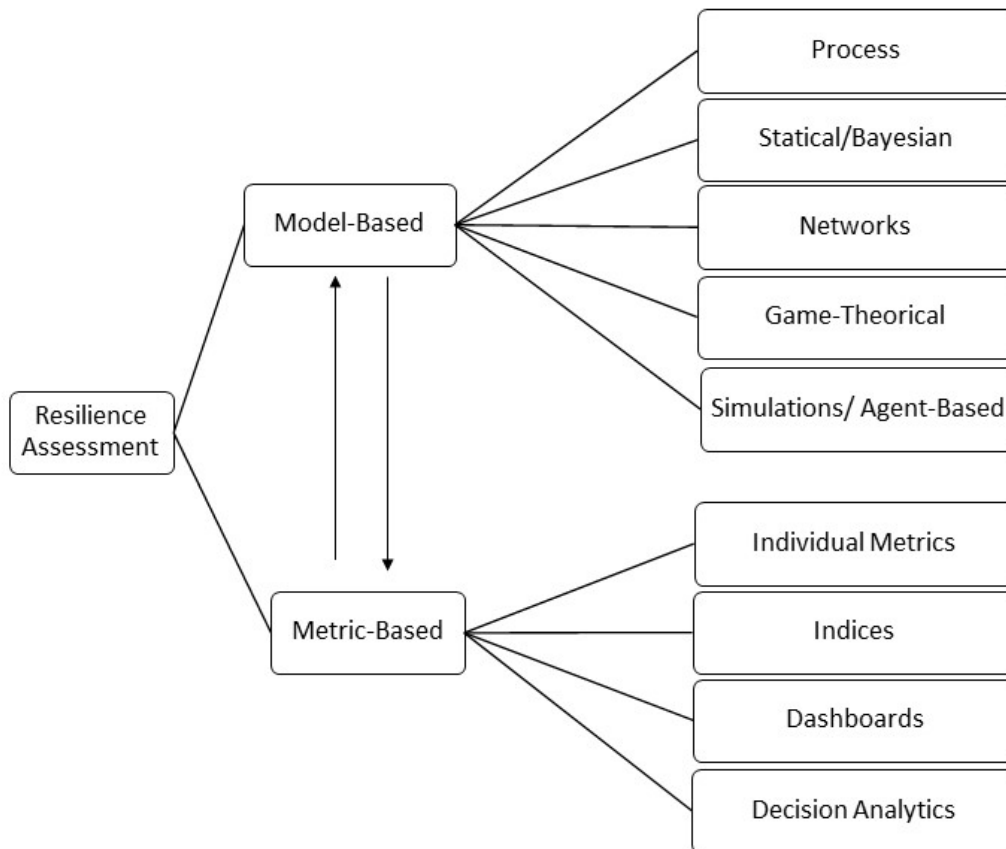 Resilience
Assessment
Model-Based
Process
Statical/Bayesian
Networks
Game-Theorical
Simulations/ Agent-Based
Metric-Based
Individual Metrics
Indices
Dashboards
Decision Analytics